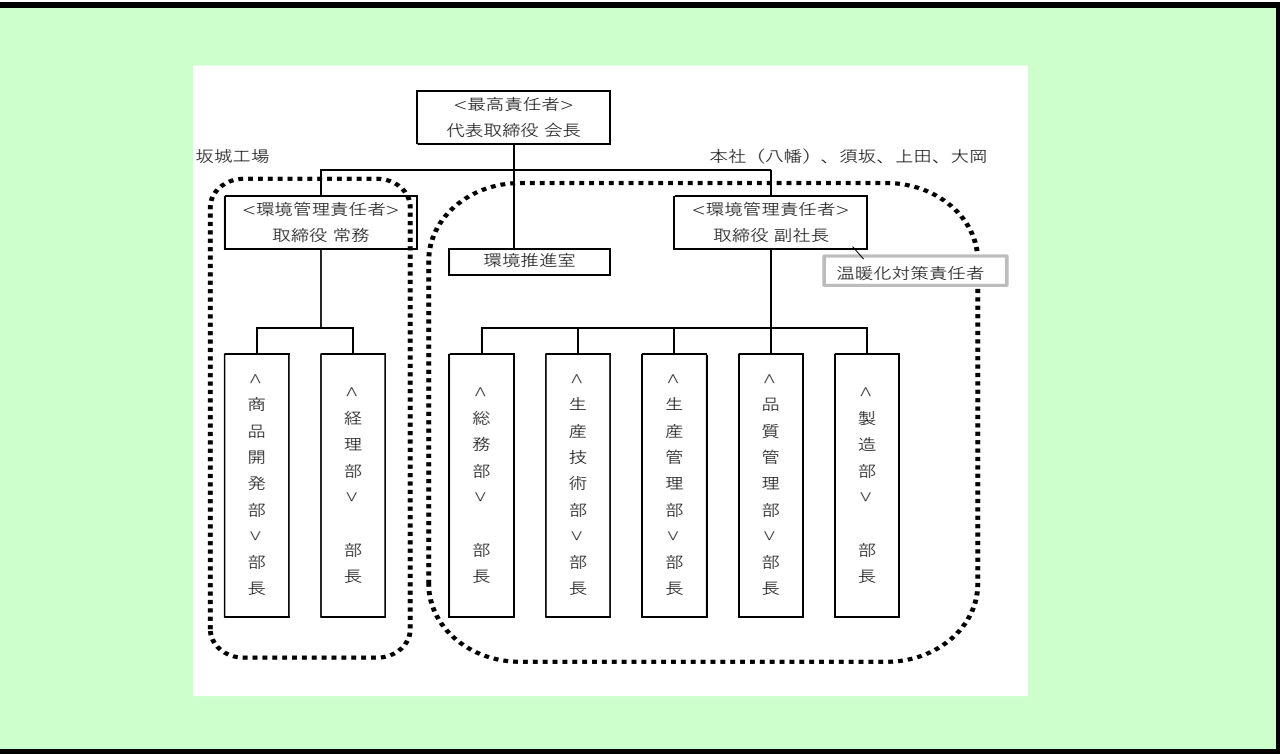 <最高責任者>
代表取締役 会長
坂城工場
本社（八幡）、須坂、上田、大岡
<環境管理責任者>
取締役 常務
<環境管理責任者>
取締役 副社長
環境推進室
温暖化対策責任者
<商品開発部>部長
<経理部> 部長
<総務部> 部長
<生産技術部>部長
<生産管理部>部長
<品質管理部>部長
<製造部> 部長